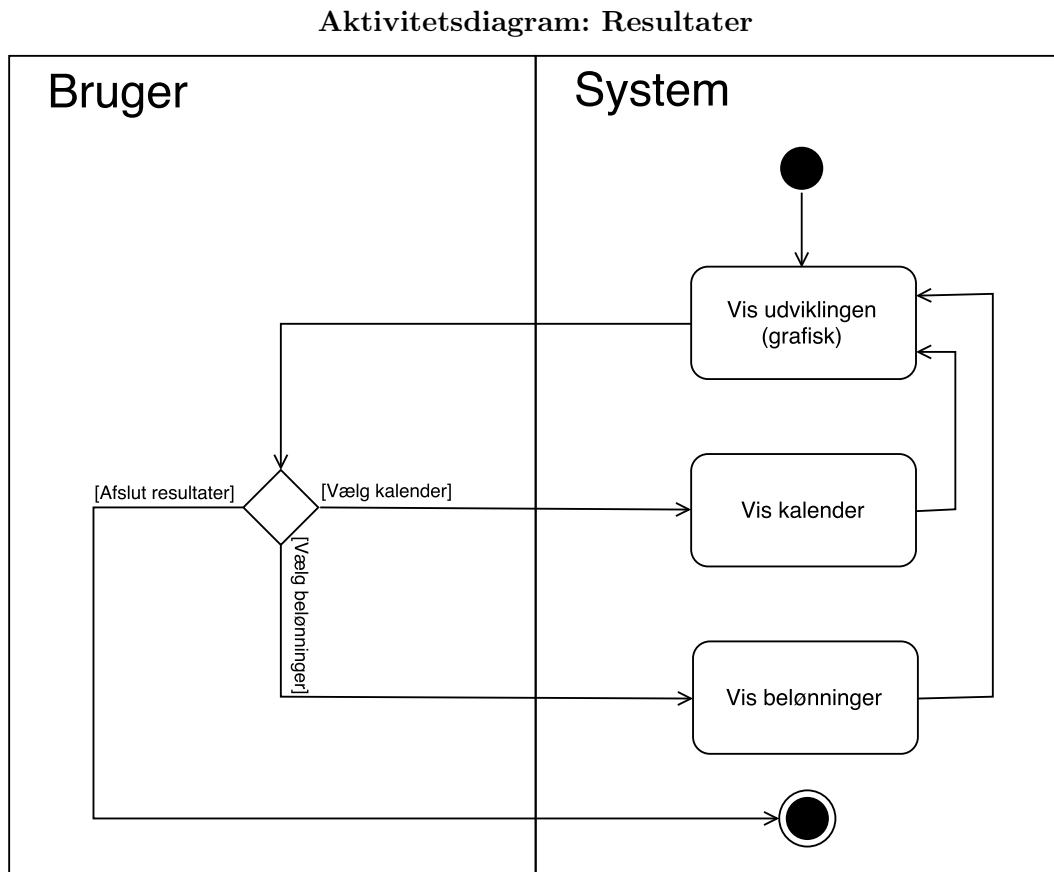 Aktivitetsdiagram: Resultater
Bruger
System
Vis udviklingen
(grafisk)
[Afslut resultater]
[Vælg kalender]
Vis kalender
[Vælg belønninger]
Vis belønninger